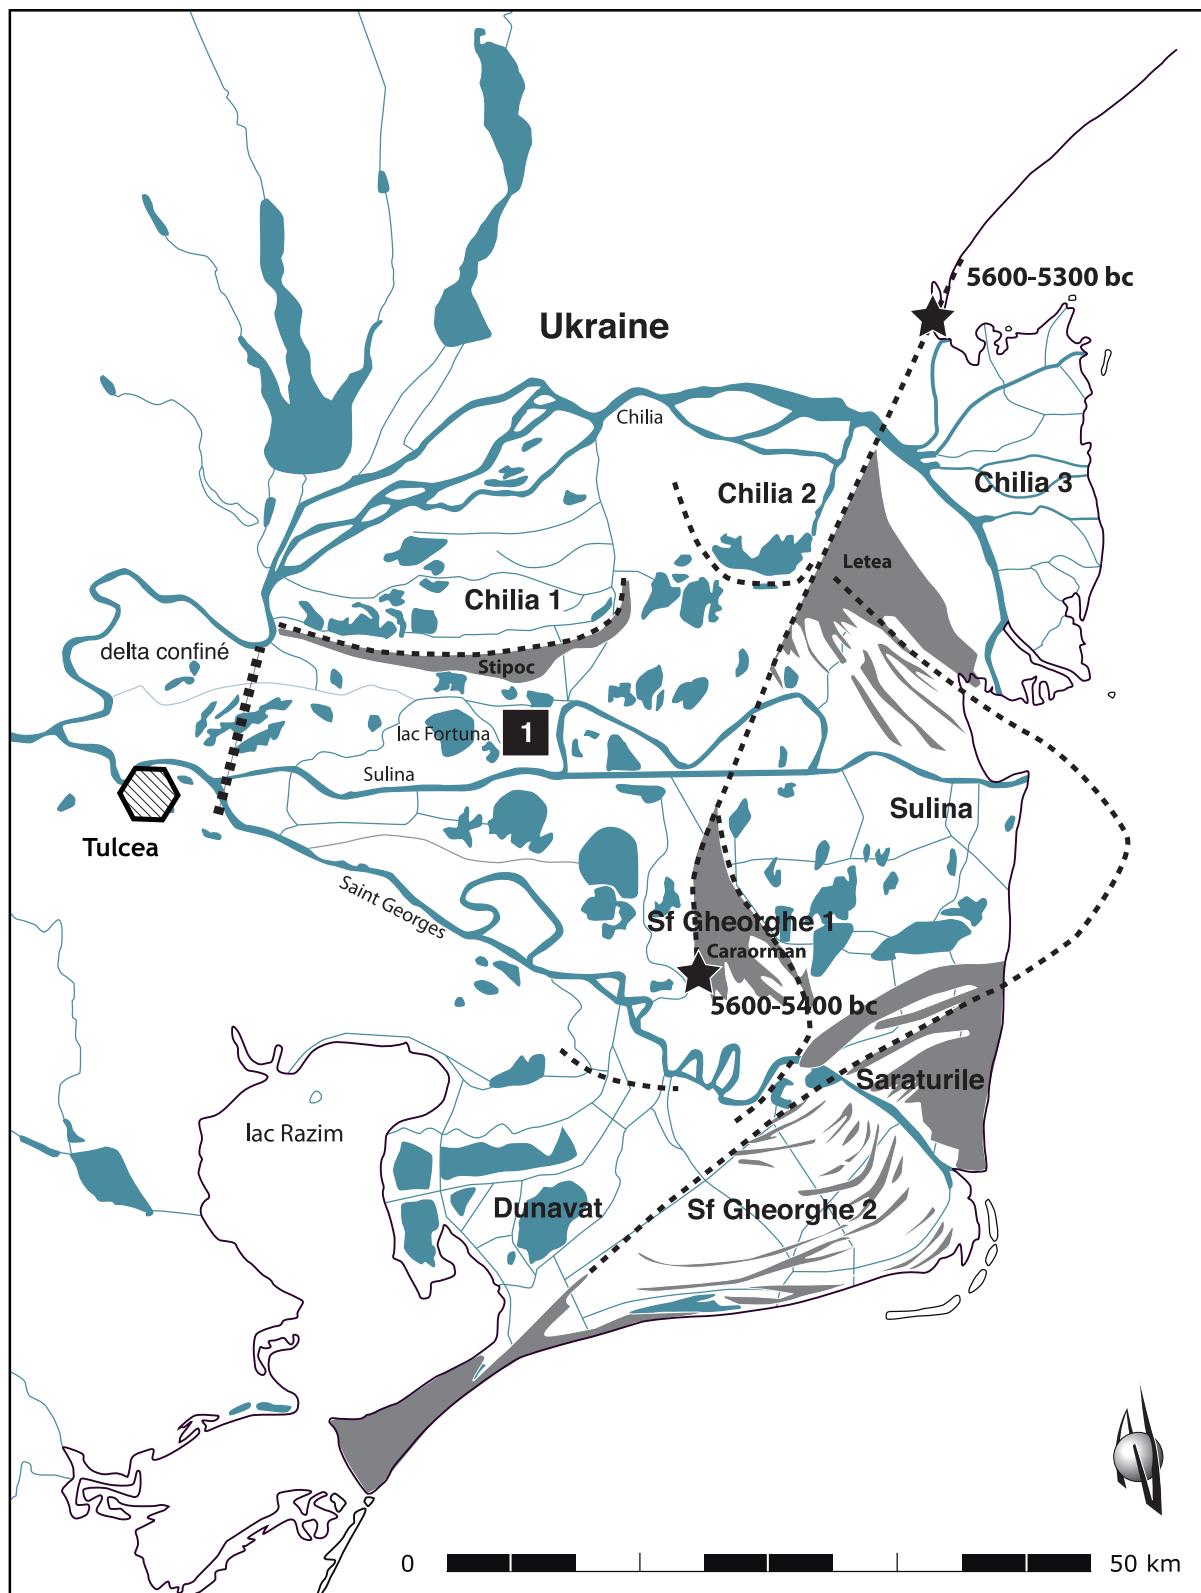 5600-5300 bc
Ukraine
Chilia
Chilia 2
Chilia 3
Letea
Chilia 1
delta confiné
Stipoc
lac Fortuna
1
Sulina
Sulina
Tulcea
Saint Georges
Sf Gheorghe 1
Caraorman
5600-5400 bc
Saraturile
lac Razim
Dunavat
Sf Gheorghe 2
0
50 km